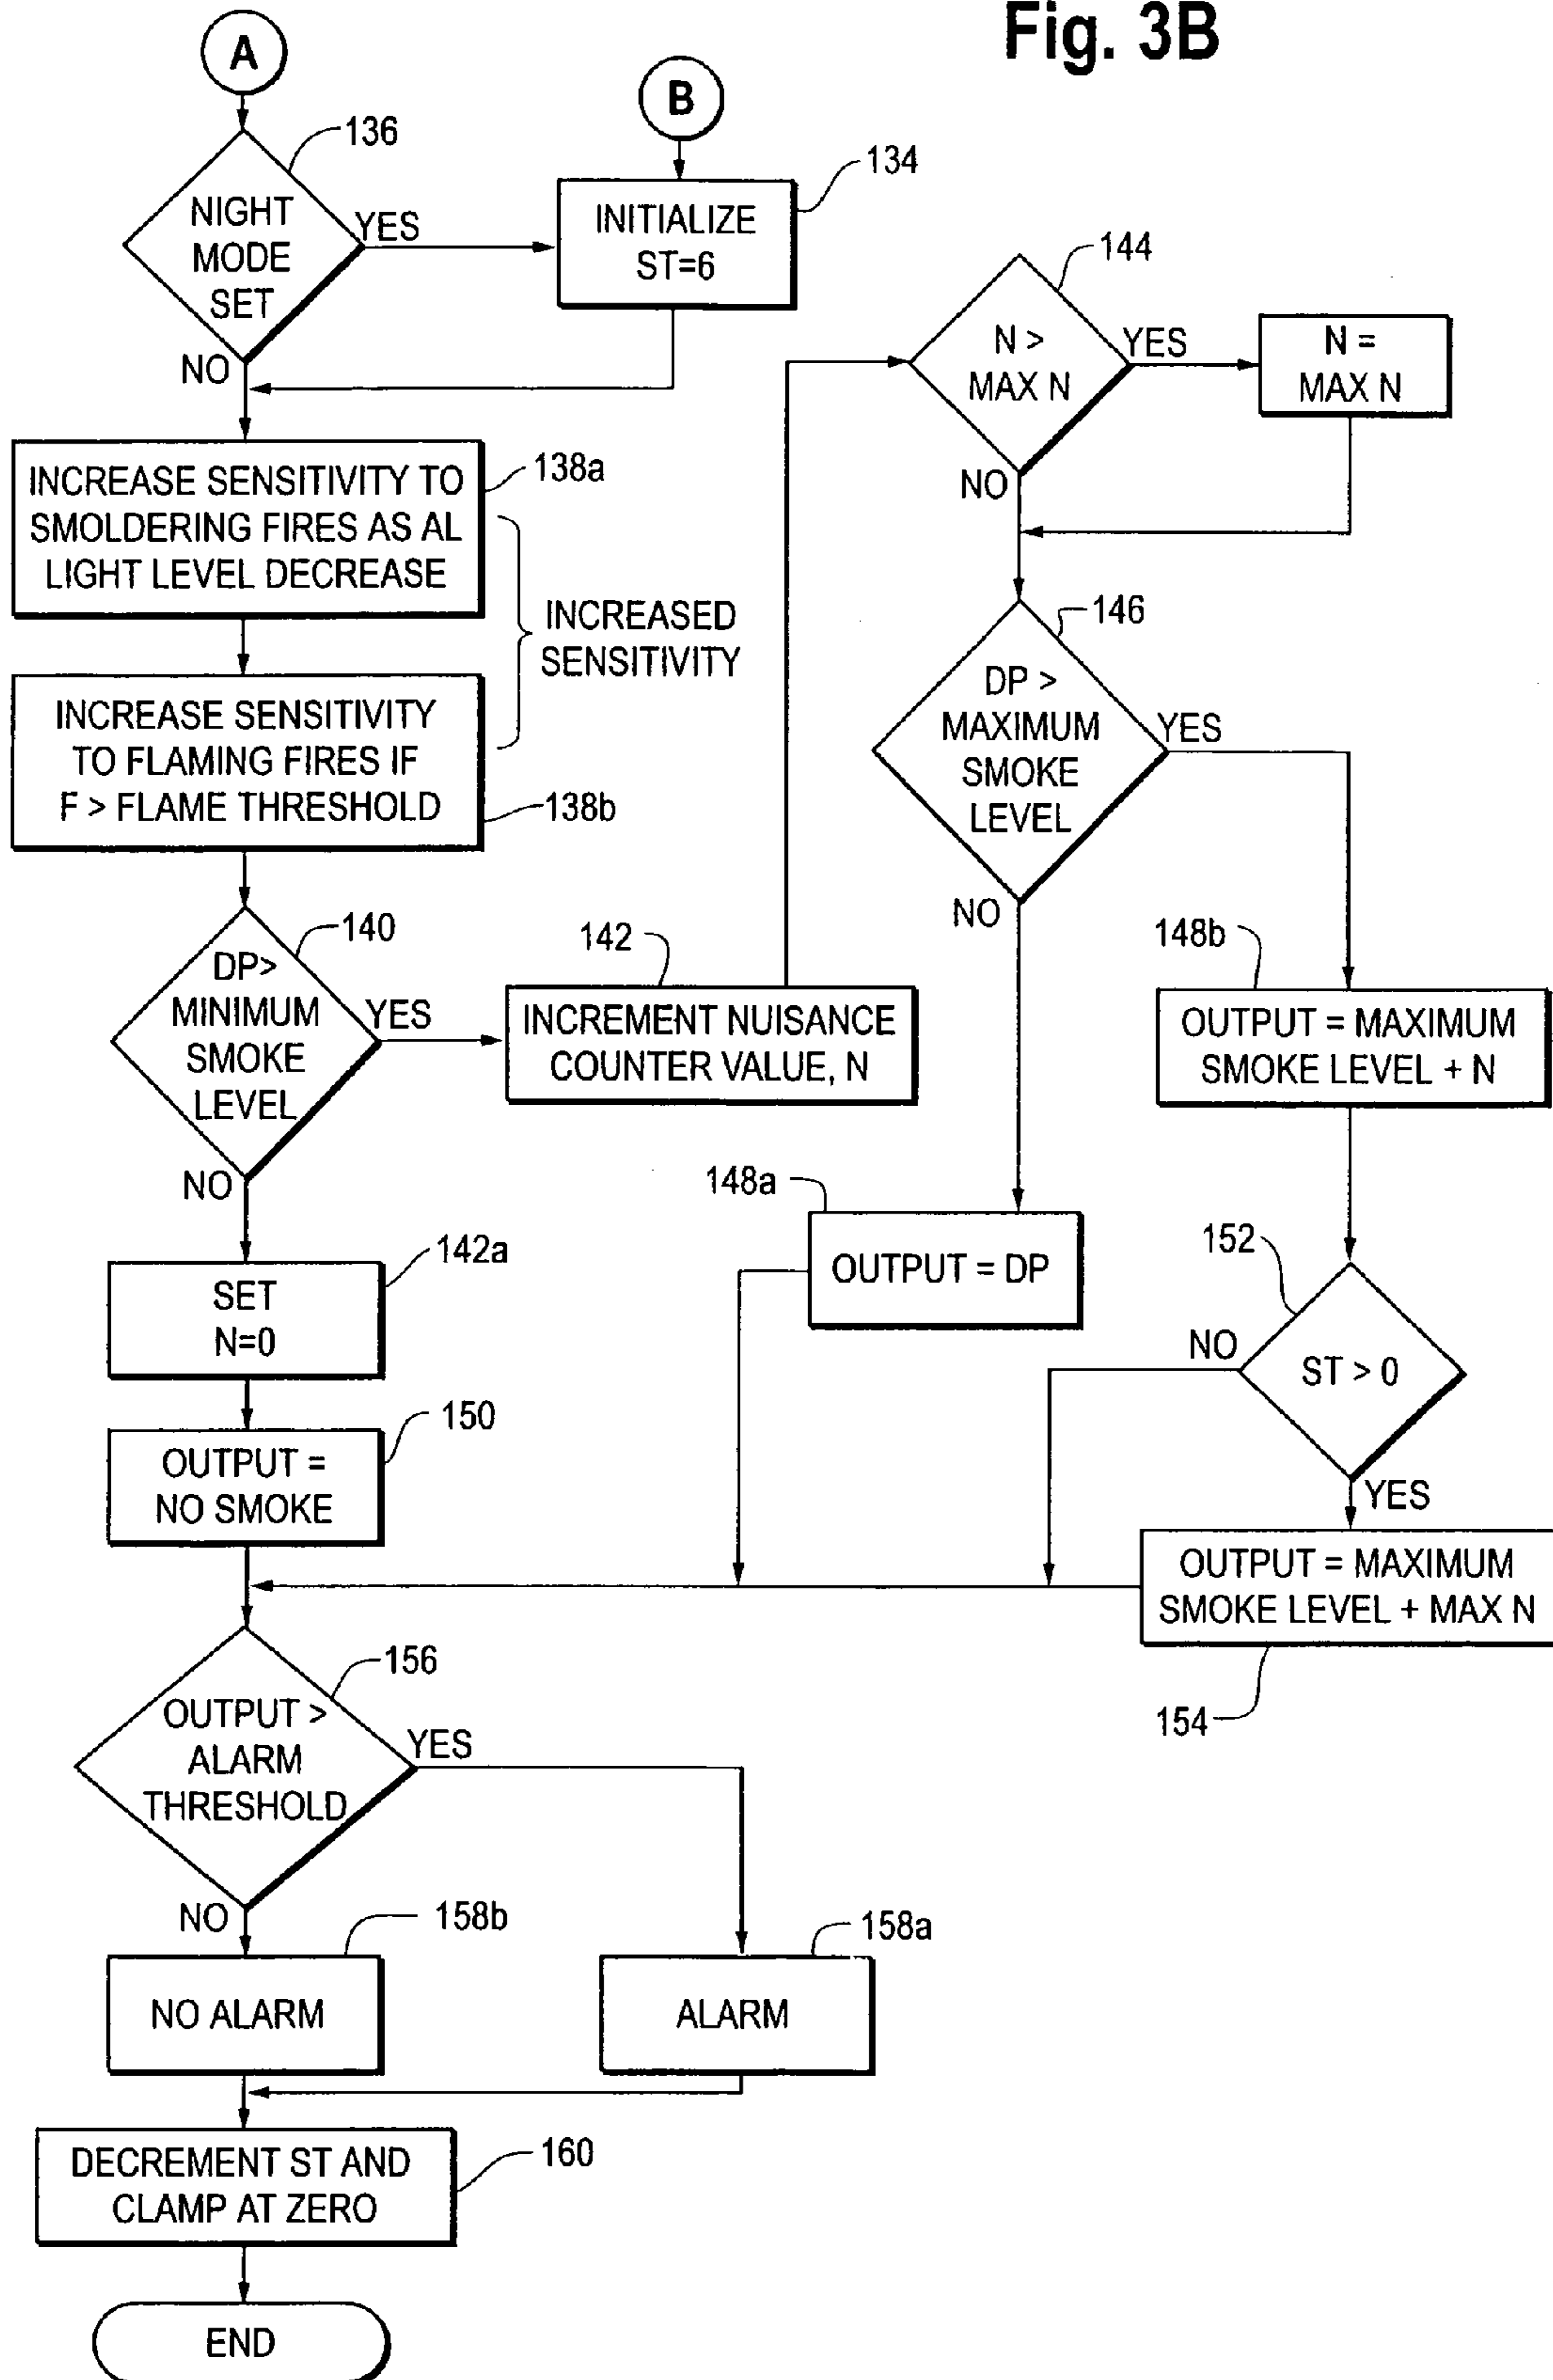 Fig. 3B
A
B
136
134
NIGHT
MODE
SET
YES
NO
INITIALIZE
ST=6
144
N >
MAX N
YES
NO
N =
MAX N
INCREASE SENSITIVITY TO
SMOLDERING FIRES AS AL
LIGHT LEVEL DECREASE
138a
INCREASED
SENSITIVITY
INCREASE SENSITIVITY
TO FLAMING FIRES IF
F > FLAME THRESHOLD
138b
146
DP >
MAXIMUM
SMOKE
LEVEL
YES
NO
140
DP>
MINIMUM
SMOKE
LEVEL
YES
NO
142
INCREMENT NUISANCE
COUNTER VALUE, N
148b
OUTPUT = MAXIMUM
SMOKE LEVEL + N
148a
OUTPUT = DP
142a
SET
N=0
152
ST > 0
NO
YES
150
OUTPUT =
NO SMOKE
OUTPUT = MAXIMUM
SMOKE LEVEL + MAX N
154
156
OUTPUT >
ALARM
THRESHOLD
YES
NO
158b
NO ALARM
158a
ALARM
DECREMENT ST AND
CLAMP AT ZERO
160
END